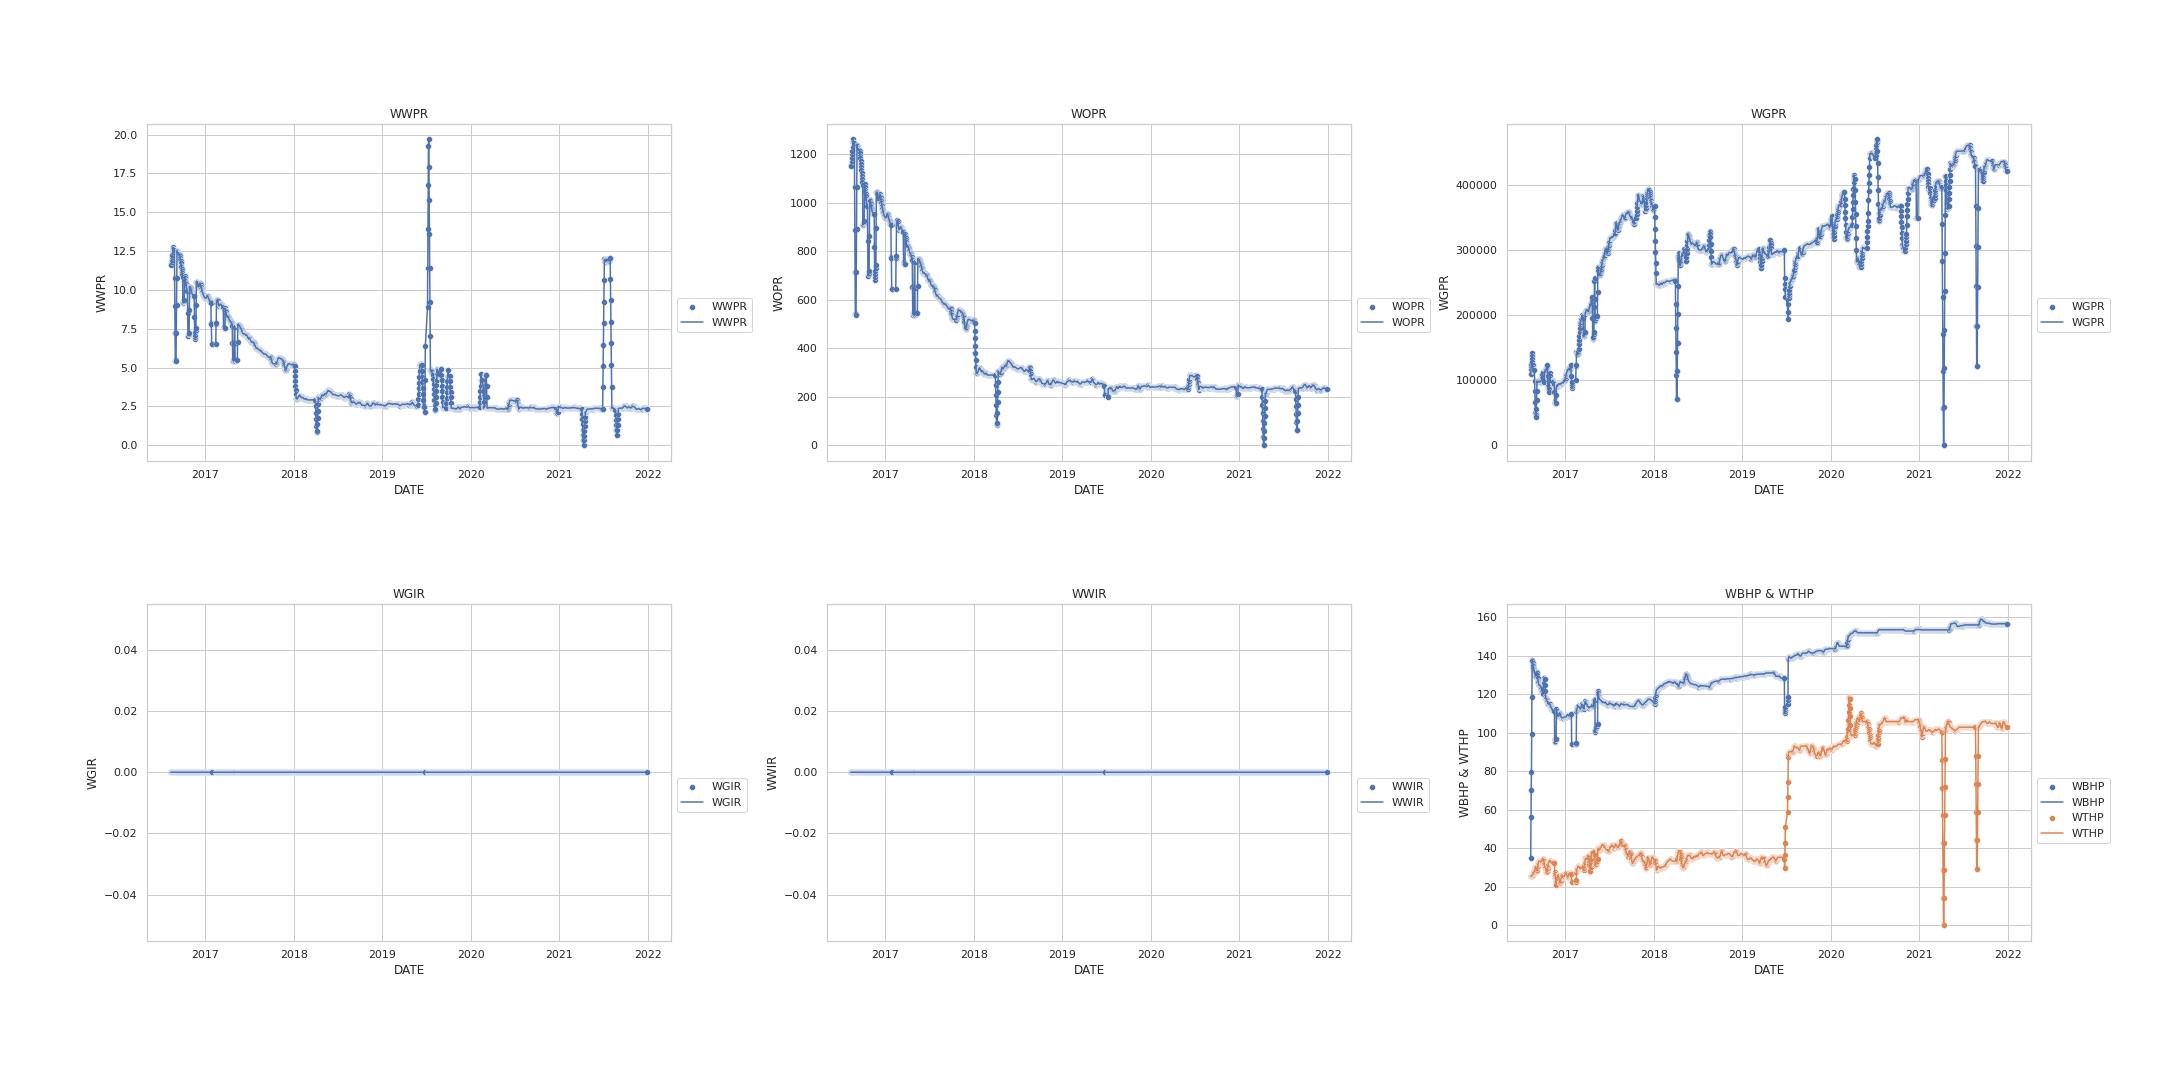 WWPR
20.0
17.5
15.0
12.5
10.0
7.5
5.0
2.5
0.0
WWPR
2017 2018 2019 2020 2021 2022
DATE
WWPR
WWPR
WOPR
1200
1000
800
600
400
200
0
WOPR
2017 2018 2019 2020 2021 2022
DATE
WOPR
WOPR
WGPR
400000
300000
200000
100000
0
WGPR
2017 2018 2019 2020 2021 2022
DATE
WGPR
WGPR
WGIR
0.04
0.02
0.00
−0.02
−0.04
WGIR
2017 2018 2019 2020 2021 2022
DATE
WGIR
WGIR
WWIR
0.04
0.02
0.00
−0.02
−0.04
WWIR
2017 2018 2019 2020 2021 2022
DATE
WWIR
WWIR
WBHP & WTHP
160
140
120
100
80
60
40
20
0
WBHP & WTHP
2017 2018 2019 2020 2021 2022
DATE
WBHP
WBHP
WTHP
WTHP